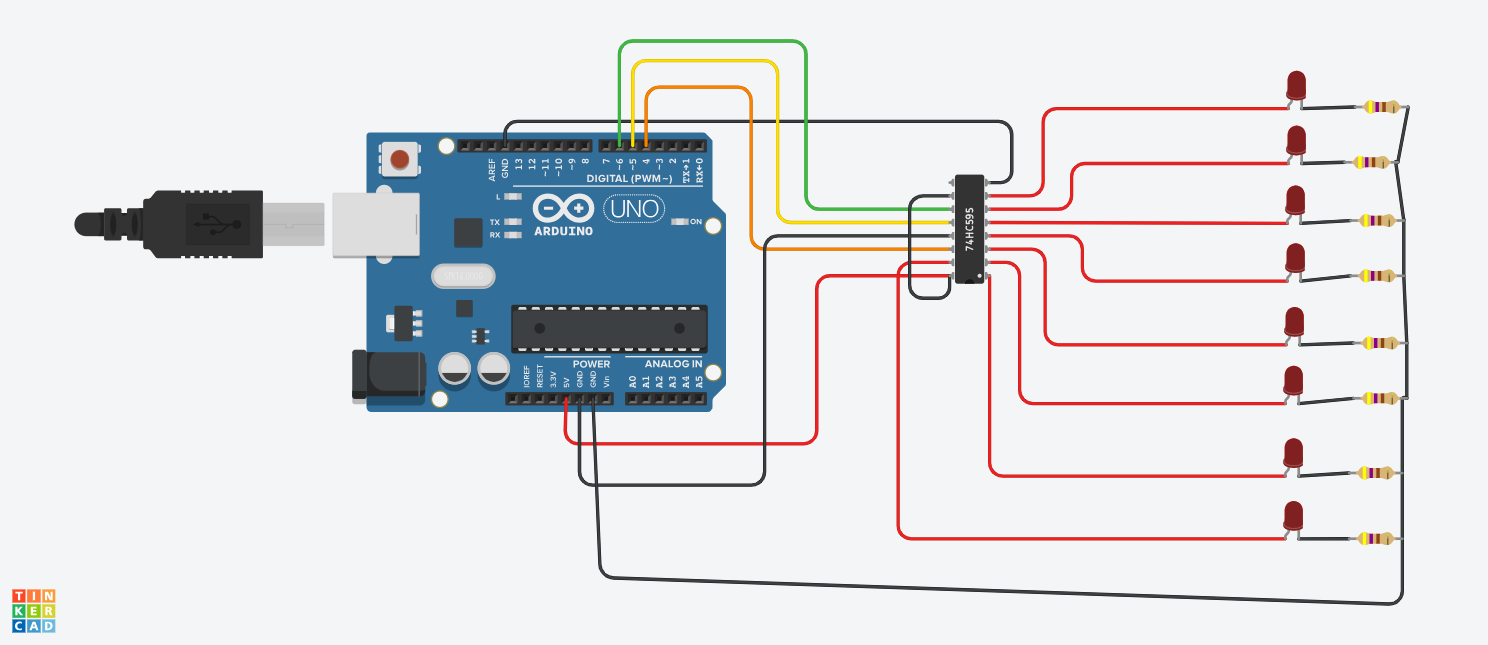 AREF
GND
13
12
~11
~10
~9
8
7
~6
~5
4
~3
2
TX→1
RX←0
DIGITAL (PWM~)
L
TX
RX
UNO
ON
ARDUINO
74HC595
POWER
ANALOG IN
IOREF
RESET
3.3V
5V
GND
GND
Vin
A0
A1
A2
A3
A4
A5
TIN
KER
CAD